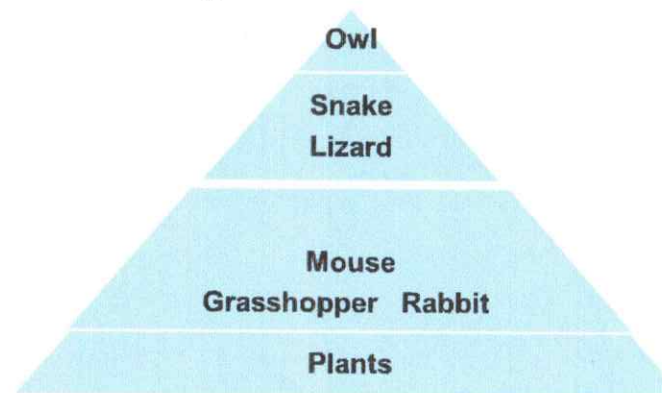 Owl
Snake
Lizard
Mouse
Grasshopper Rabbit
Plants